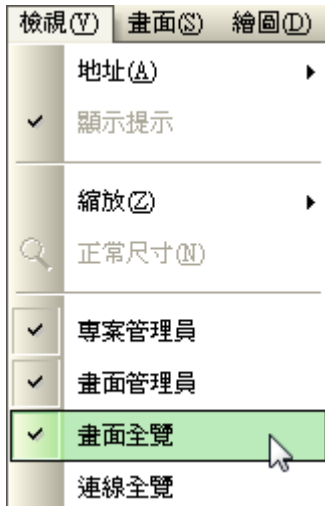 檢視(V) 畫面(S) 繪圖(D)
地址(A)
顯示提示
縮放(Z)
正常尺寸(N)
專案管理員
畫面管理員
畫面全覽
連線全覽